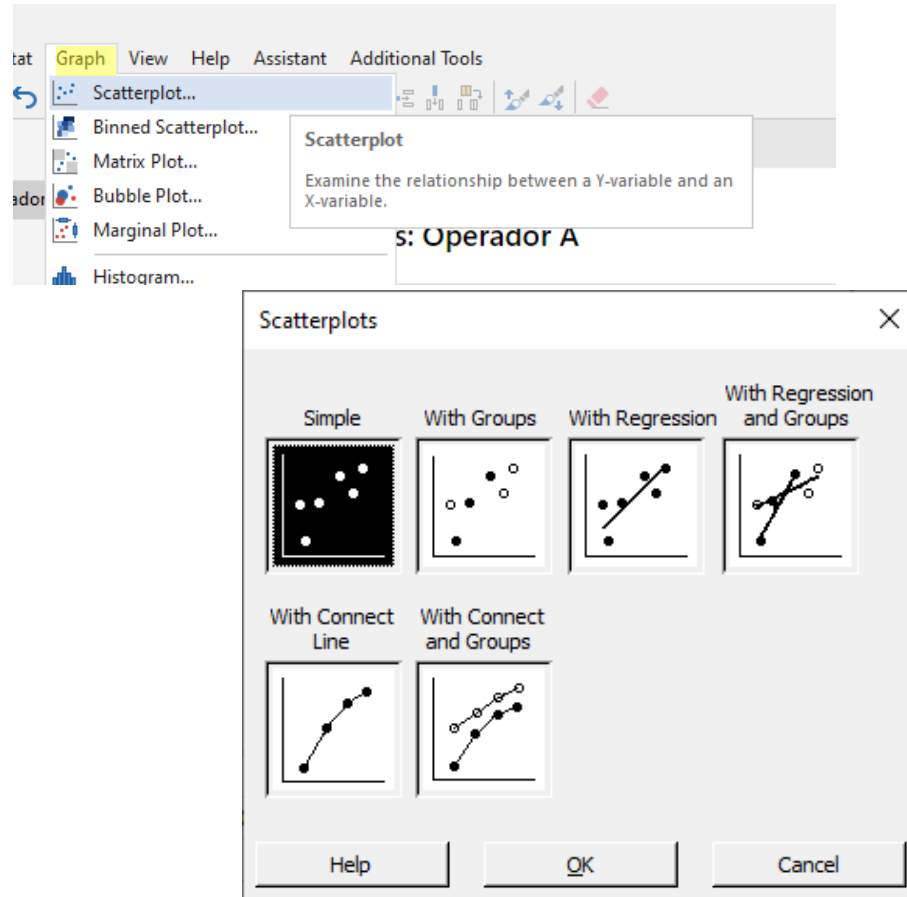 tat Graph View Help Assistant Additional Tools
Scatterplot...
Binned Scatterplot...
Matrix Plot...
Bubble Plot...
Marginal Plot...
Histogram...
Scatterplot
Examine the relationship between a Y-variable and an
X-variable.
ador
s: Operador A
Scatterplots
Simple With Groups With Regression With Regression
and Groups
With Connect
Line
With Connect
and Groups
Help OK Cancel